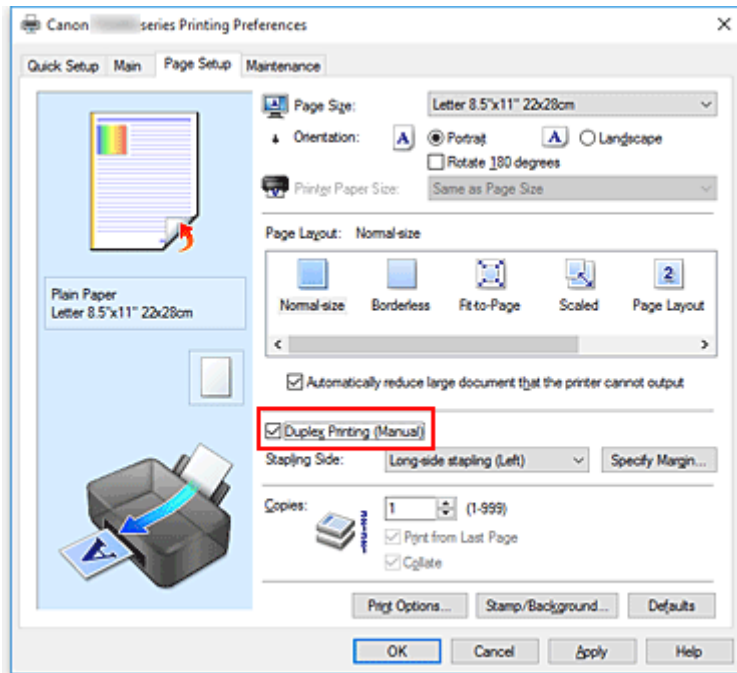 Canon series Printing Preferences
Quick Setup Main Page Setup Maintenance
Page Size: Letter 8.5"x11" 22x28cm
Orientation: A Portrait A Landscape
Rotate 180 degrees
Printer Paper Size: Same as Page Size
Page Layout: Normal-size
2
Normal-size Borderless Fit-to-Page Scaled Page Layout
Plain Paper
Letter 8.5"x11" 22x28cm
Automatically reduce large document that the printer cannot output
Duplex Printing (Manual)
Stapling Side: Long-side stapling (Left) Specify Margin...
Copies: 1 (1-999)
Print from Last Page
Collate
A
Print Options... Stamp/Background... Defaults
OK Cancel Apply Help